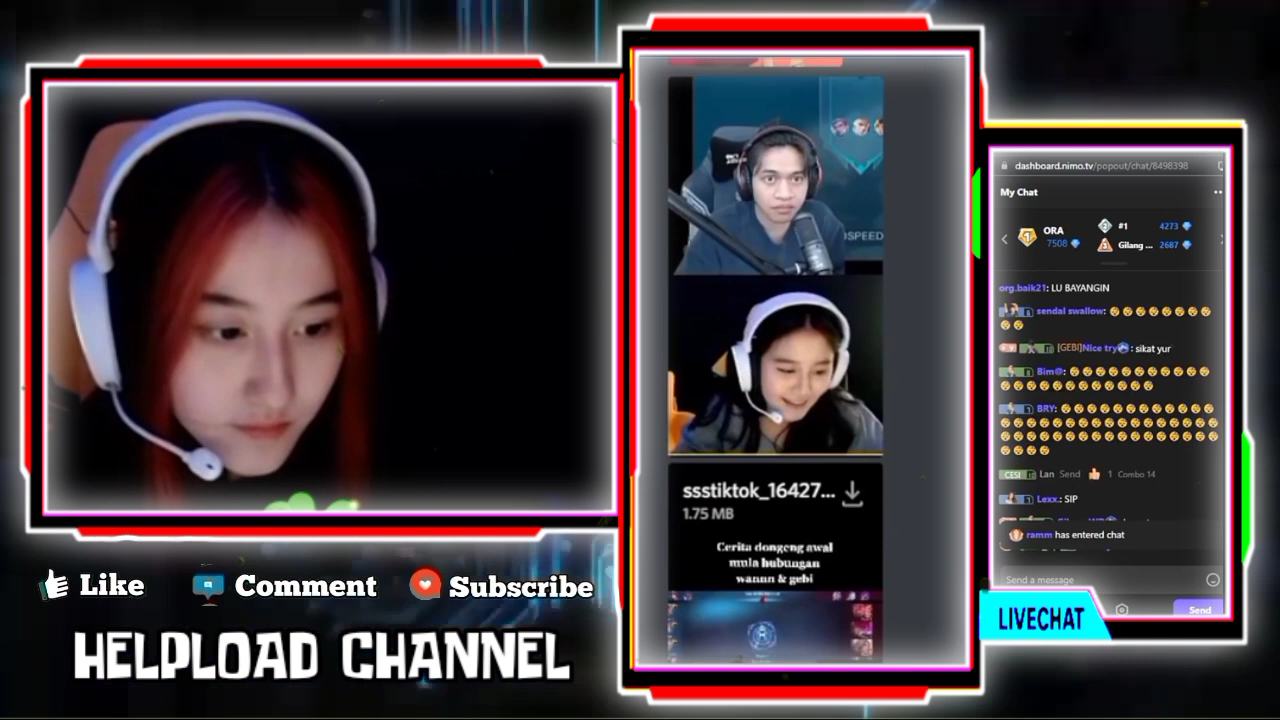 Like
Comment
Subscribe
HELPLOAD CHANNEL
OSPEED
ssstiktok_16427...
1.75 MB
Cerita dongeng awal
mula hubungan
wannn & gebi
dashboard.nimo.tv/popout/chat/8498398
My Chat
ORA
7508
#1 4273
Gilang ... 2687
org.baik21: LU BAYANGIN
sendal swallow:
[GEBI]Nice try : sikat yur
Bim@:
BRY:
CESI Lan Send 1 Combo 14
Lexx.: SIP
ramm has entered chat
Send a message
Send
LIVECHAT